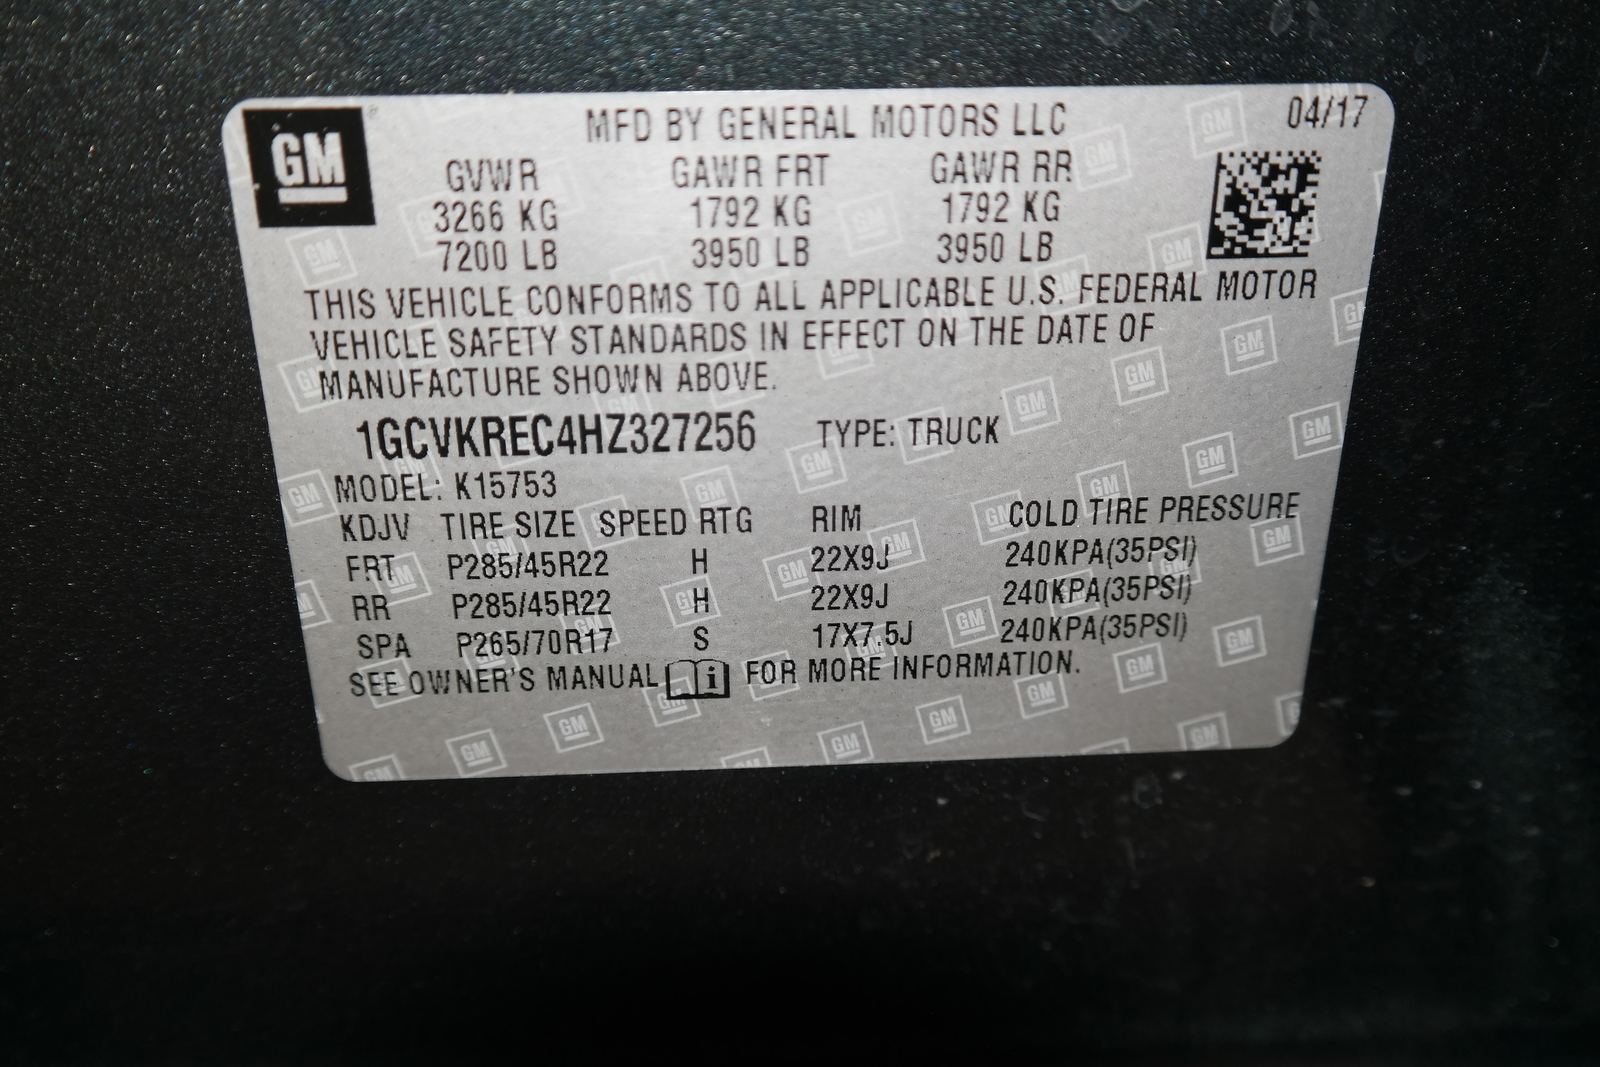 GM MFD BY GENERAL MOTORS LLC 04/17
GVWR GAWR FRT GAWR RR
3266 KG 1792 KG 1792 KG
7200 LB 3950 LB 3950 LB
THIS VEHICLE CONFORMS TO ALL APPLICABLE U.S. FEDERAL MOTOR
VEHICLE SAFETY STANDARDS IN EFFECT ON THE DATE OF
MANUFACTURE SHOWN ABOVE.
1GCVKREC4HZ327256 TYPE: TRUCK
MODEL: K15753
KDJV TIRE SIZE SPEED RTG RIM COLD TIRE PRESSURE
FRT P285/45R22 H 22X9J 240KPA(35PSI)
RR P285/45R22 H 22X9J 240KPA(35PSI)
SPA P265/70R17 S 17X7.5J 240KPA(35PSI)
SEE OWNER'S MANUAL i FOR MORE INFORMATION.